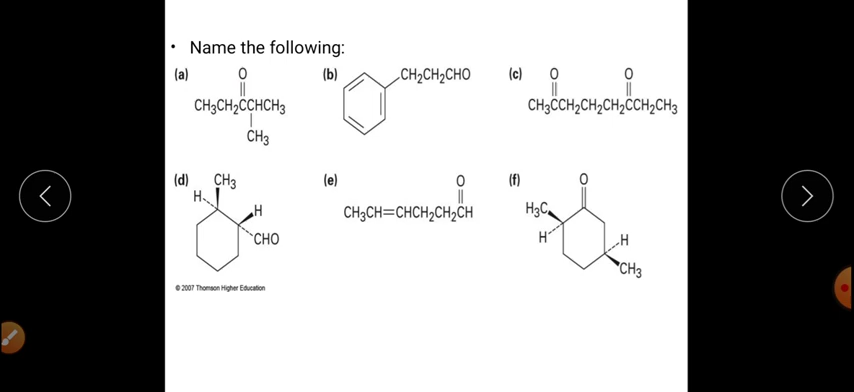 • Name the following:
(a) O (b) CH₂CH₂CHO (c) O O
CH₃CH₂CCHCH₃ CH₃CCH₂CH₂CH₂CCH₂CH₃
CH₃
(d) CH₃ (e) O (f) O
H H CH₃CH=CHCH₂CH₂CH H₃C
CHO H H
CH₃
© 2007 Thomson Higher Education